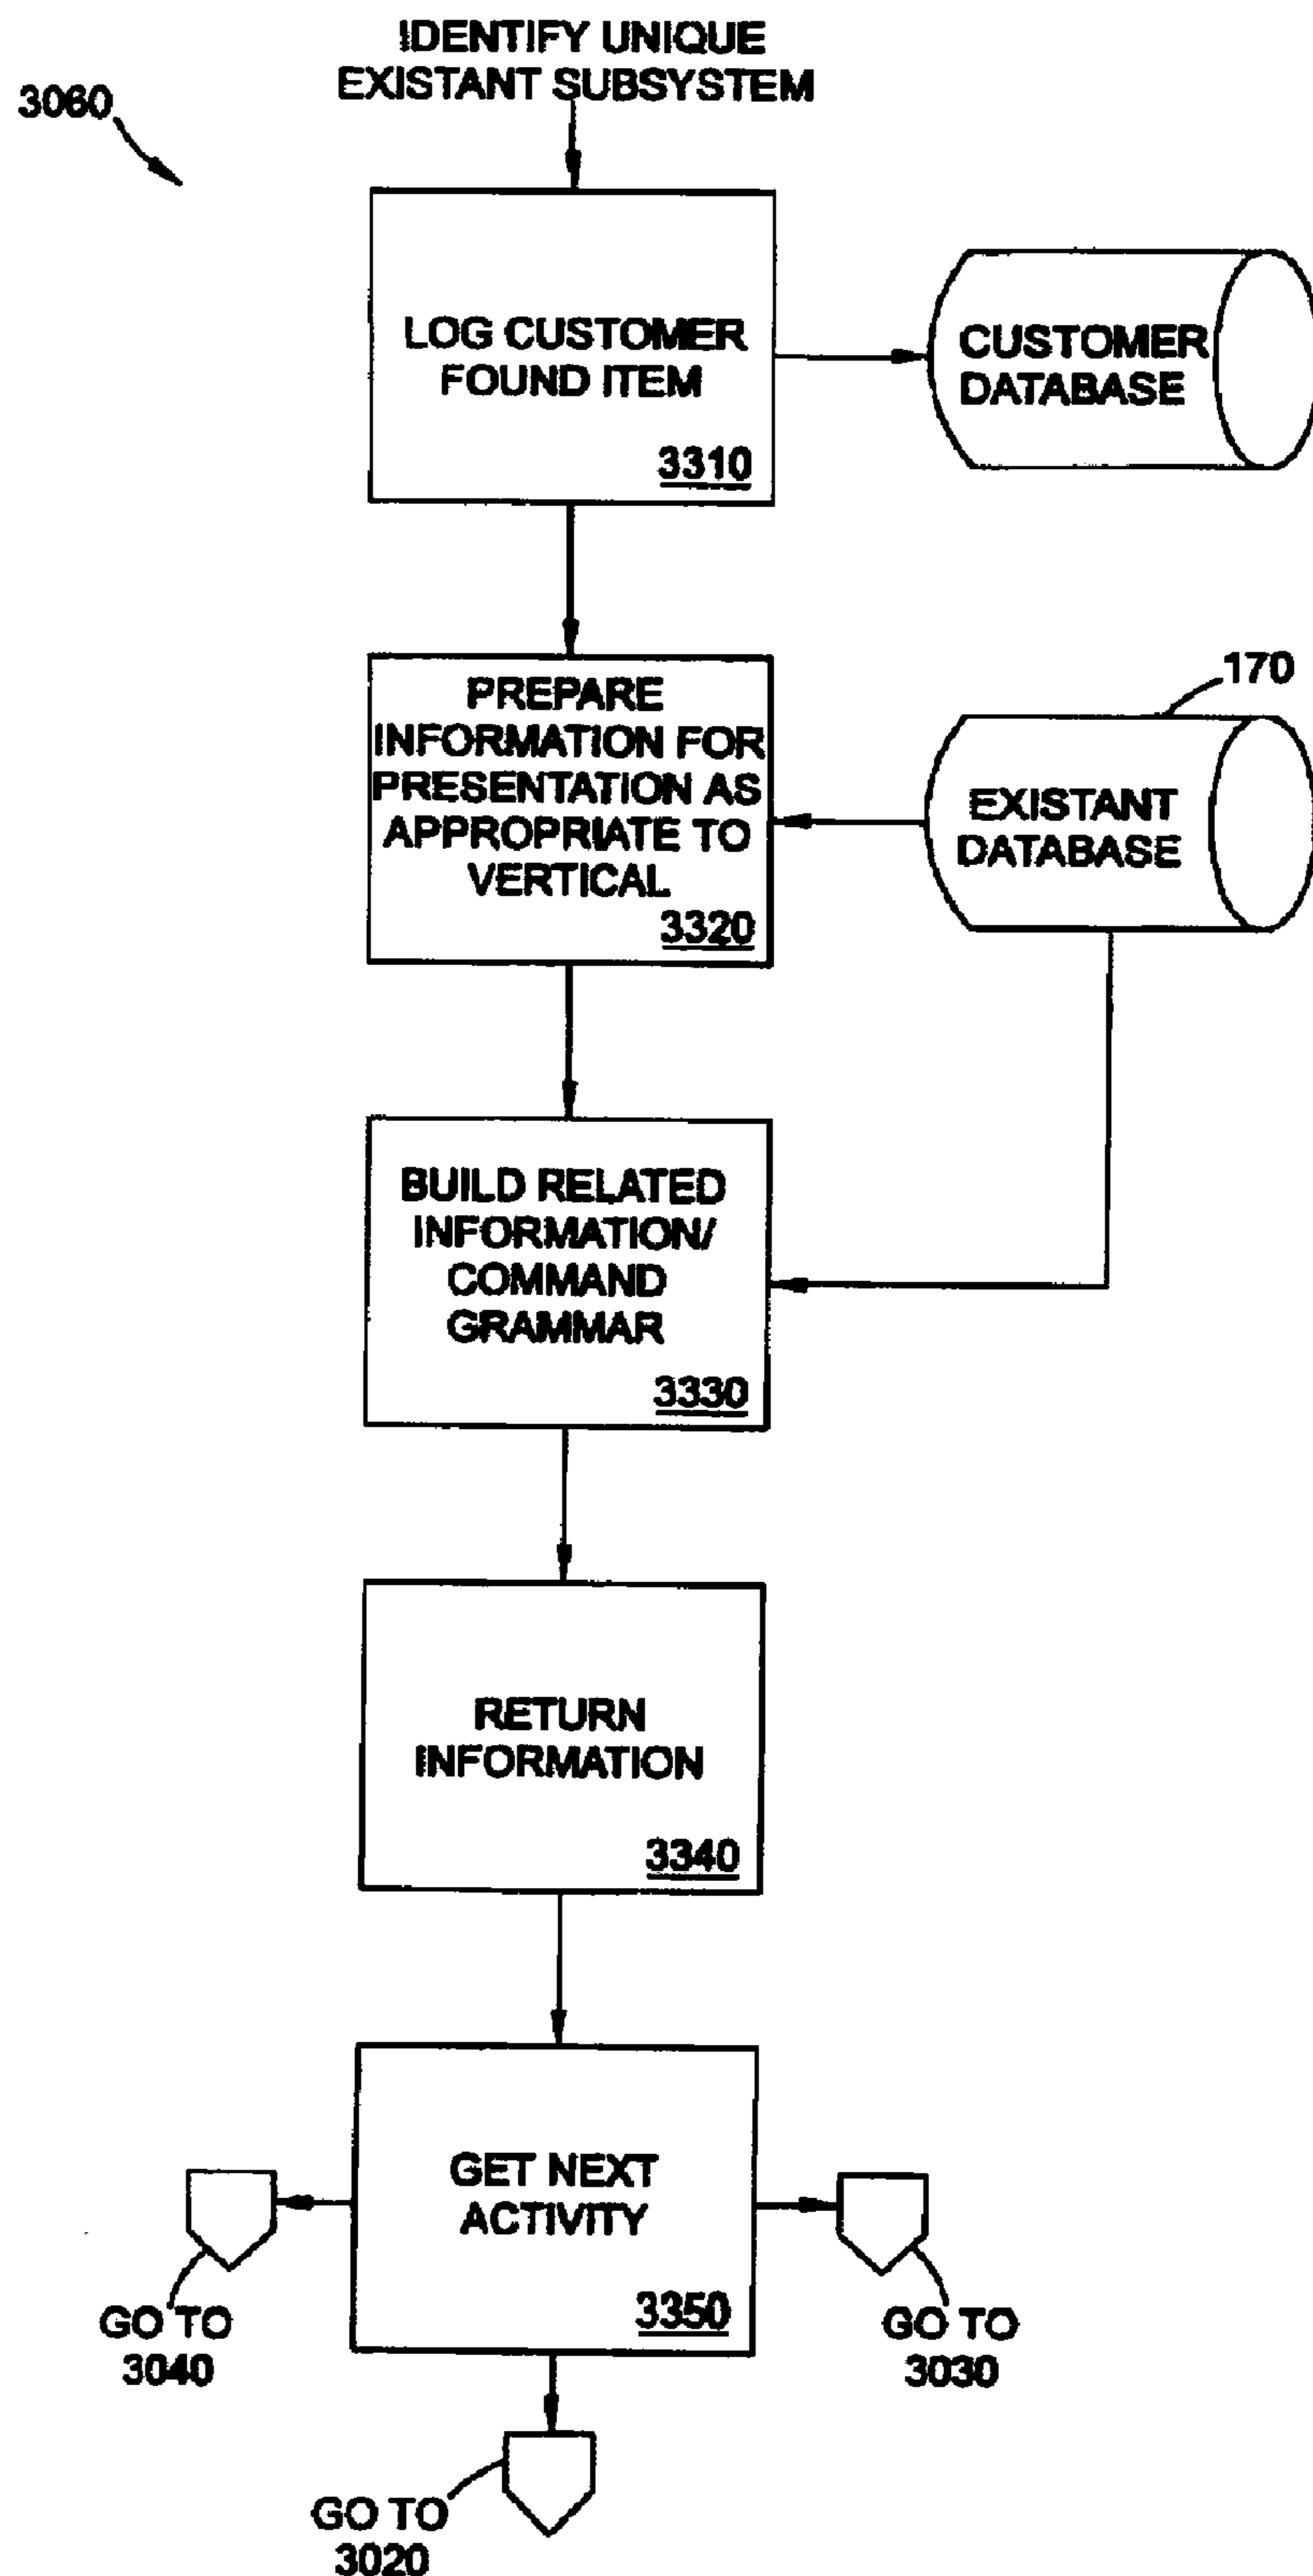 IDENTIFY UNIQUE
EXISTANT SUBSYSTEM
3060
LOG CUSTOMER
FOUND ITEM
3310
CUSTOMER
DATABASE
PREPARE
INFORMATION FOR
PRESENTATION AS
APPROPRIATE TO
VERTICAL
3320
170
EXISTANT
DATABASE
BUILD RELATED
INFORMATION/
COMMAND
GRAMMAR
3330
RETURN
INFORMATION
3340
GET NEXT
ACTIVITY
3350
GO TO
3040
GO TO
3030
GO TO
3020